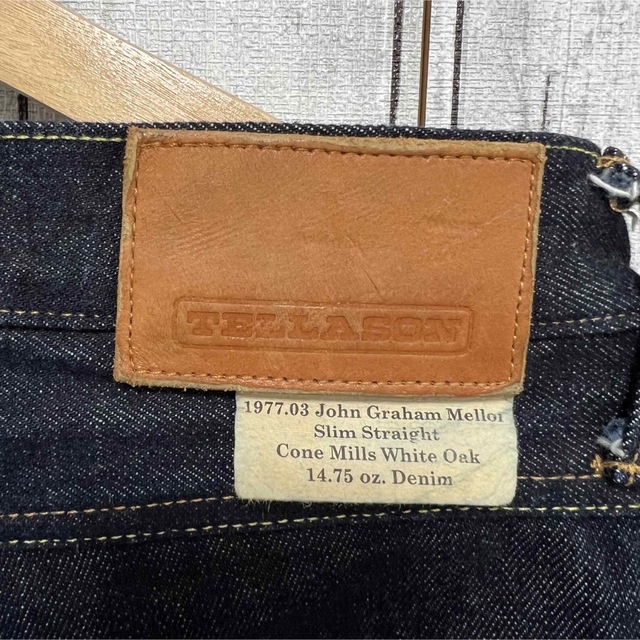 TELLASON
1977.03 John Graham Mellor
Slim Straight
Cone Mills White Oak
14.75 oz. Denim